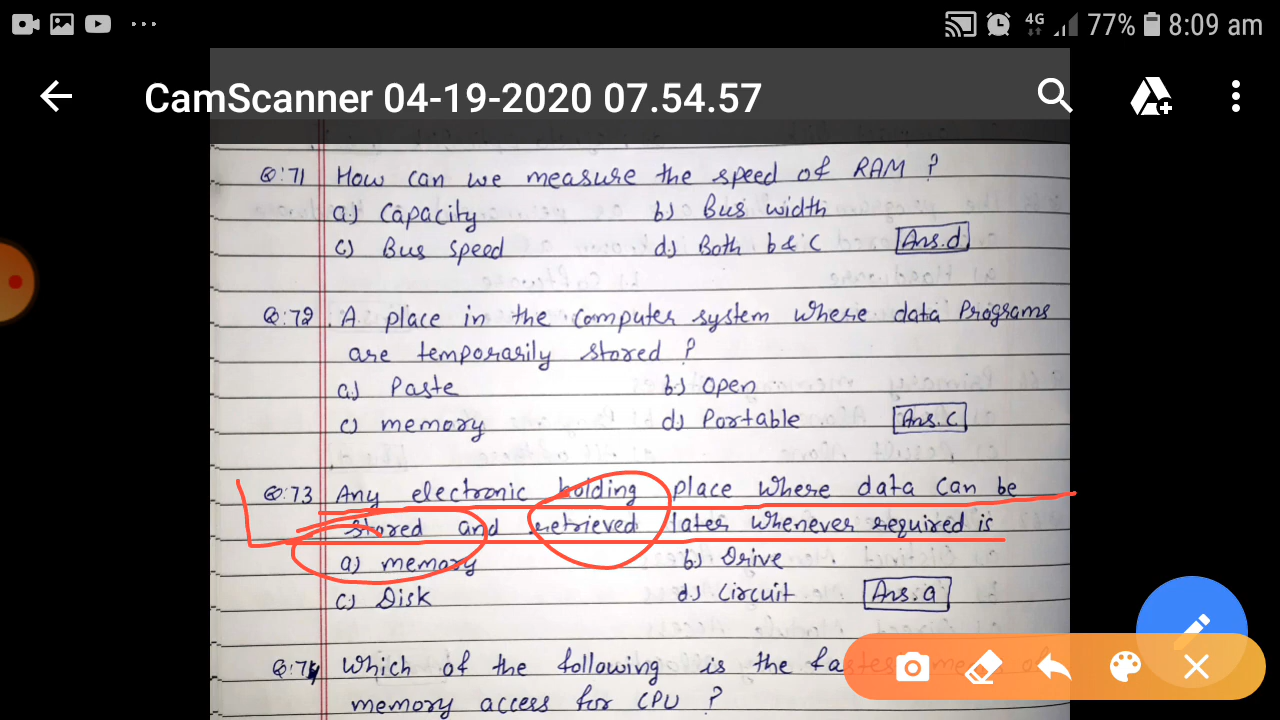 4G 77% 8:09 am
CamScanner 04-19-2020 07.54.57
Q:71 How can we measure the speed of RAM ?
a) Capacity b) Bus width
c) Bus speed d) Both b & c Ans.d
Q:72 . A place in the computer system where data Programs
are temporarily stored ?
a) Paste b) Open
c) memory d) Portable Ans.c
Q:73 Any electronic holding place where data can be
stored and retrieved later whenever required is
a) memory b) Drive
c) Disk d) Circuit Ans.a
Q:74 Which of the following is the fastest means of
memory access for CPU ?